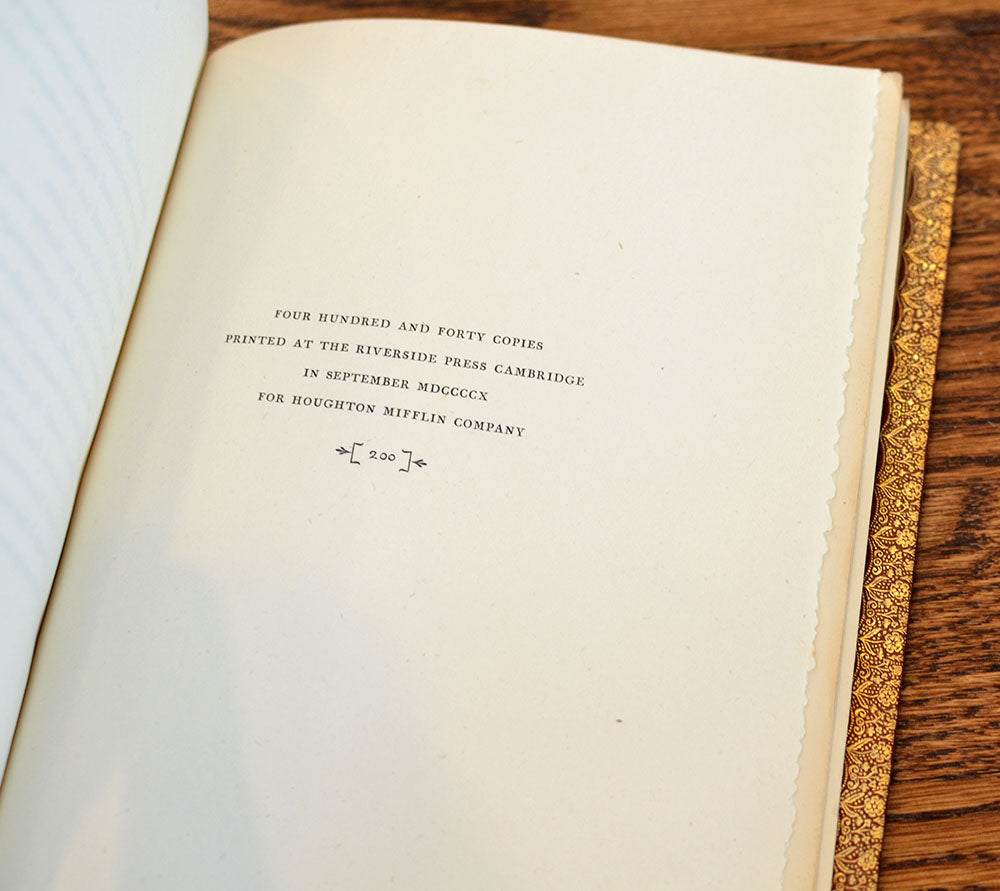 FOUR HUNDRED AND FORTY COPIES
PRINTED AT THE RIVERSIDE PRESS CAMBRIDGE
IN SEPTEMBER MDCCCCX
FOR HOUGHTON MIFFLIN COMPANY
[ 200 ]